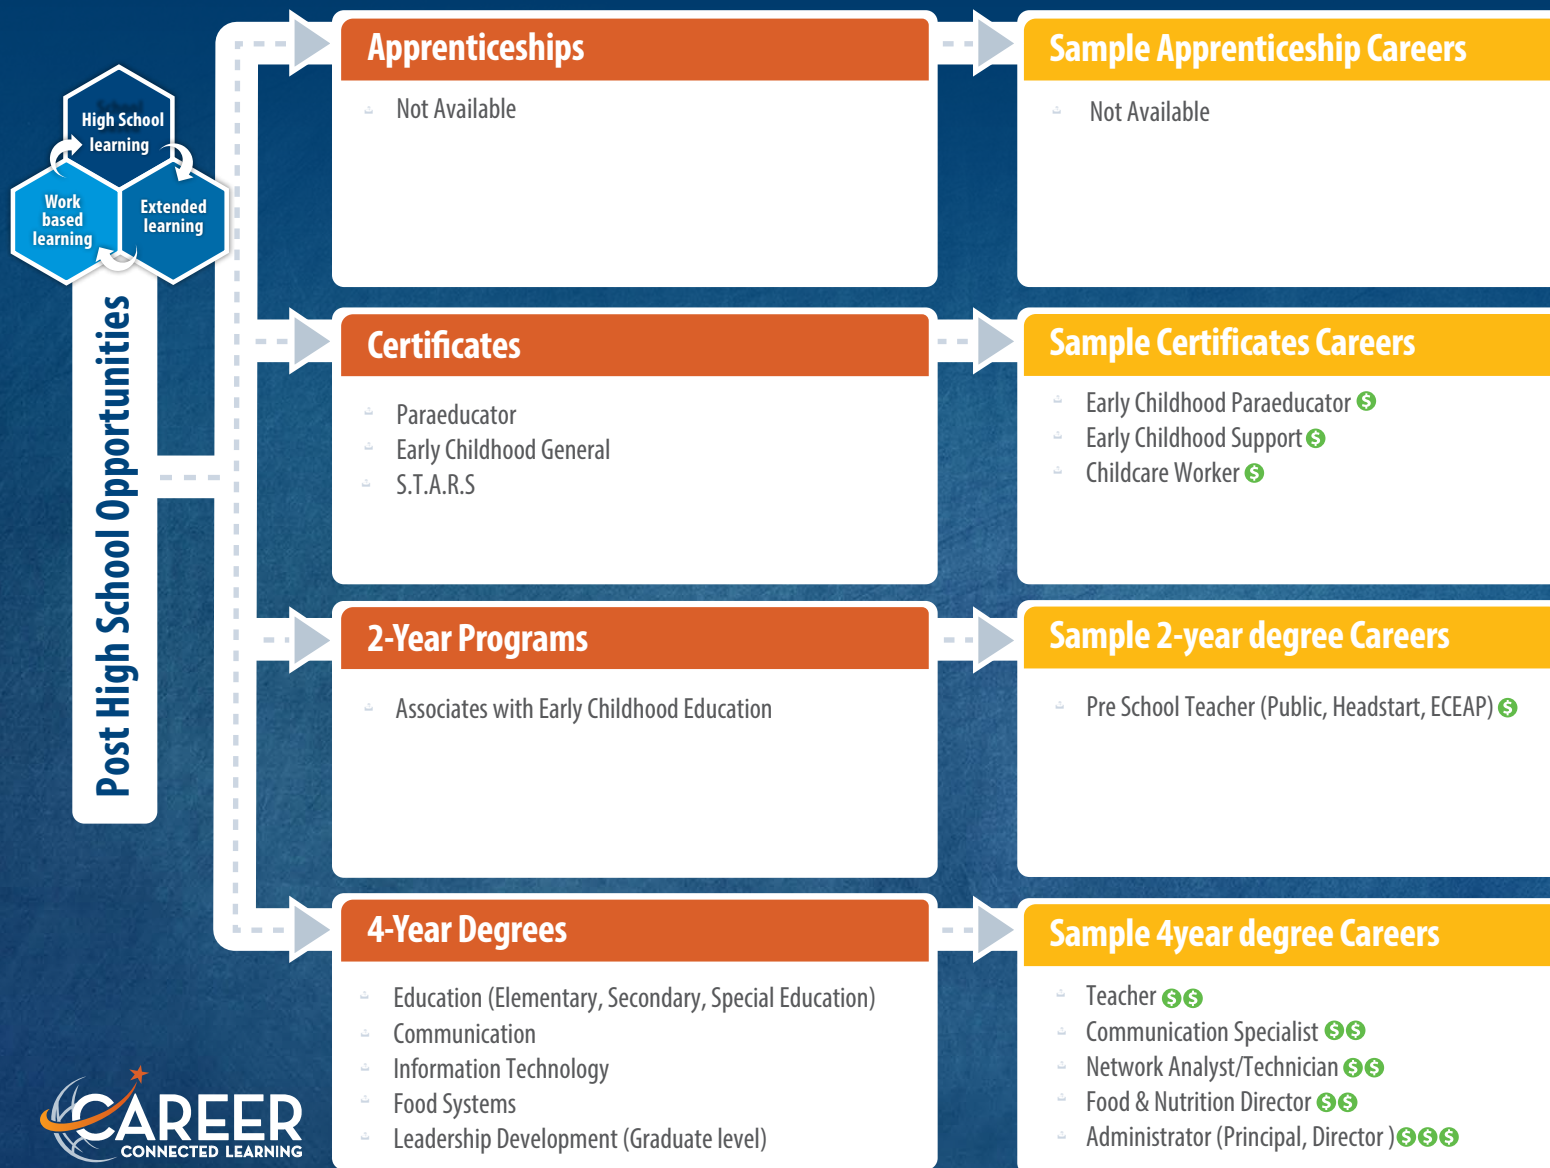 High School
learning
Work
based
learning
Extended
learning
Post High School Opportunities
Apprenticeships
Not Available
Sample Apprenticeship Careers
Not Available
Certificates
Paraeducator
Early Childhood General
S.T.A.R.S
Sample Certificates Careers
Early Childhood Paraeducator $
Early Childhood Support $
Childcare Worker $
2-Year Programs
Associates with Early Childhood Education
Sample 2-year degree Careers
Pre School Teacher (Public, Headstart, ECEAP) $
4-Year Degrees
Education (Elementary, Secondary, Special Education)
Communication
Information Technology
Food Systems
Leadership Development (Graduate level)
Sample 4year degree Careers
Teacher $$
Communication Specialist $$
Network Analyst/Technician $$
Food & Nutrition Director $$
Administrator (Principal, Director )$$$
CAREER
CONNECTED LEARNING